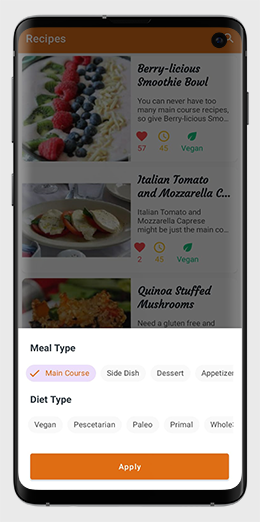 Recipes
Berry-licious
Smoothie Bowl
You can never have too
many main course recipes,
so give Berry-licious Smo...
57
45
Vegan
Italian Tomato
and Mozzarella C...
Italian Tomato and
Mozzarella Caprese
might be just the main co...
2
45
Vegan
Quinoa Stuffed
Mushrooms
Need a gluten free and
Meal Type
Main Course
Side Dish
Dessert
Appetizer
Diet Type
Vegan
Pescetarian
Paleo
Primal
Whole
Apply